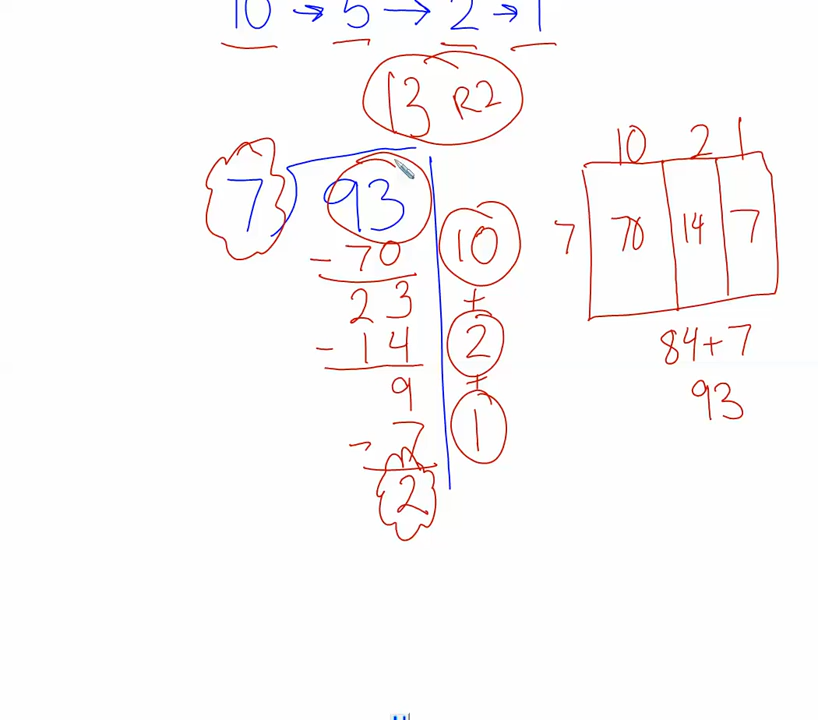 10 → 5 → 2 → 1
13 R2
7 93
- 70 10
23 +
- 14 2
9 +
- 7 1
2
10 2 1
7 70 14 7
84+7
93